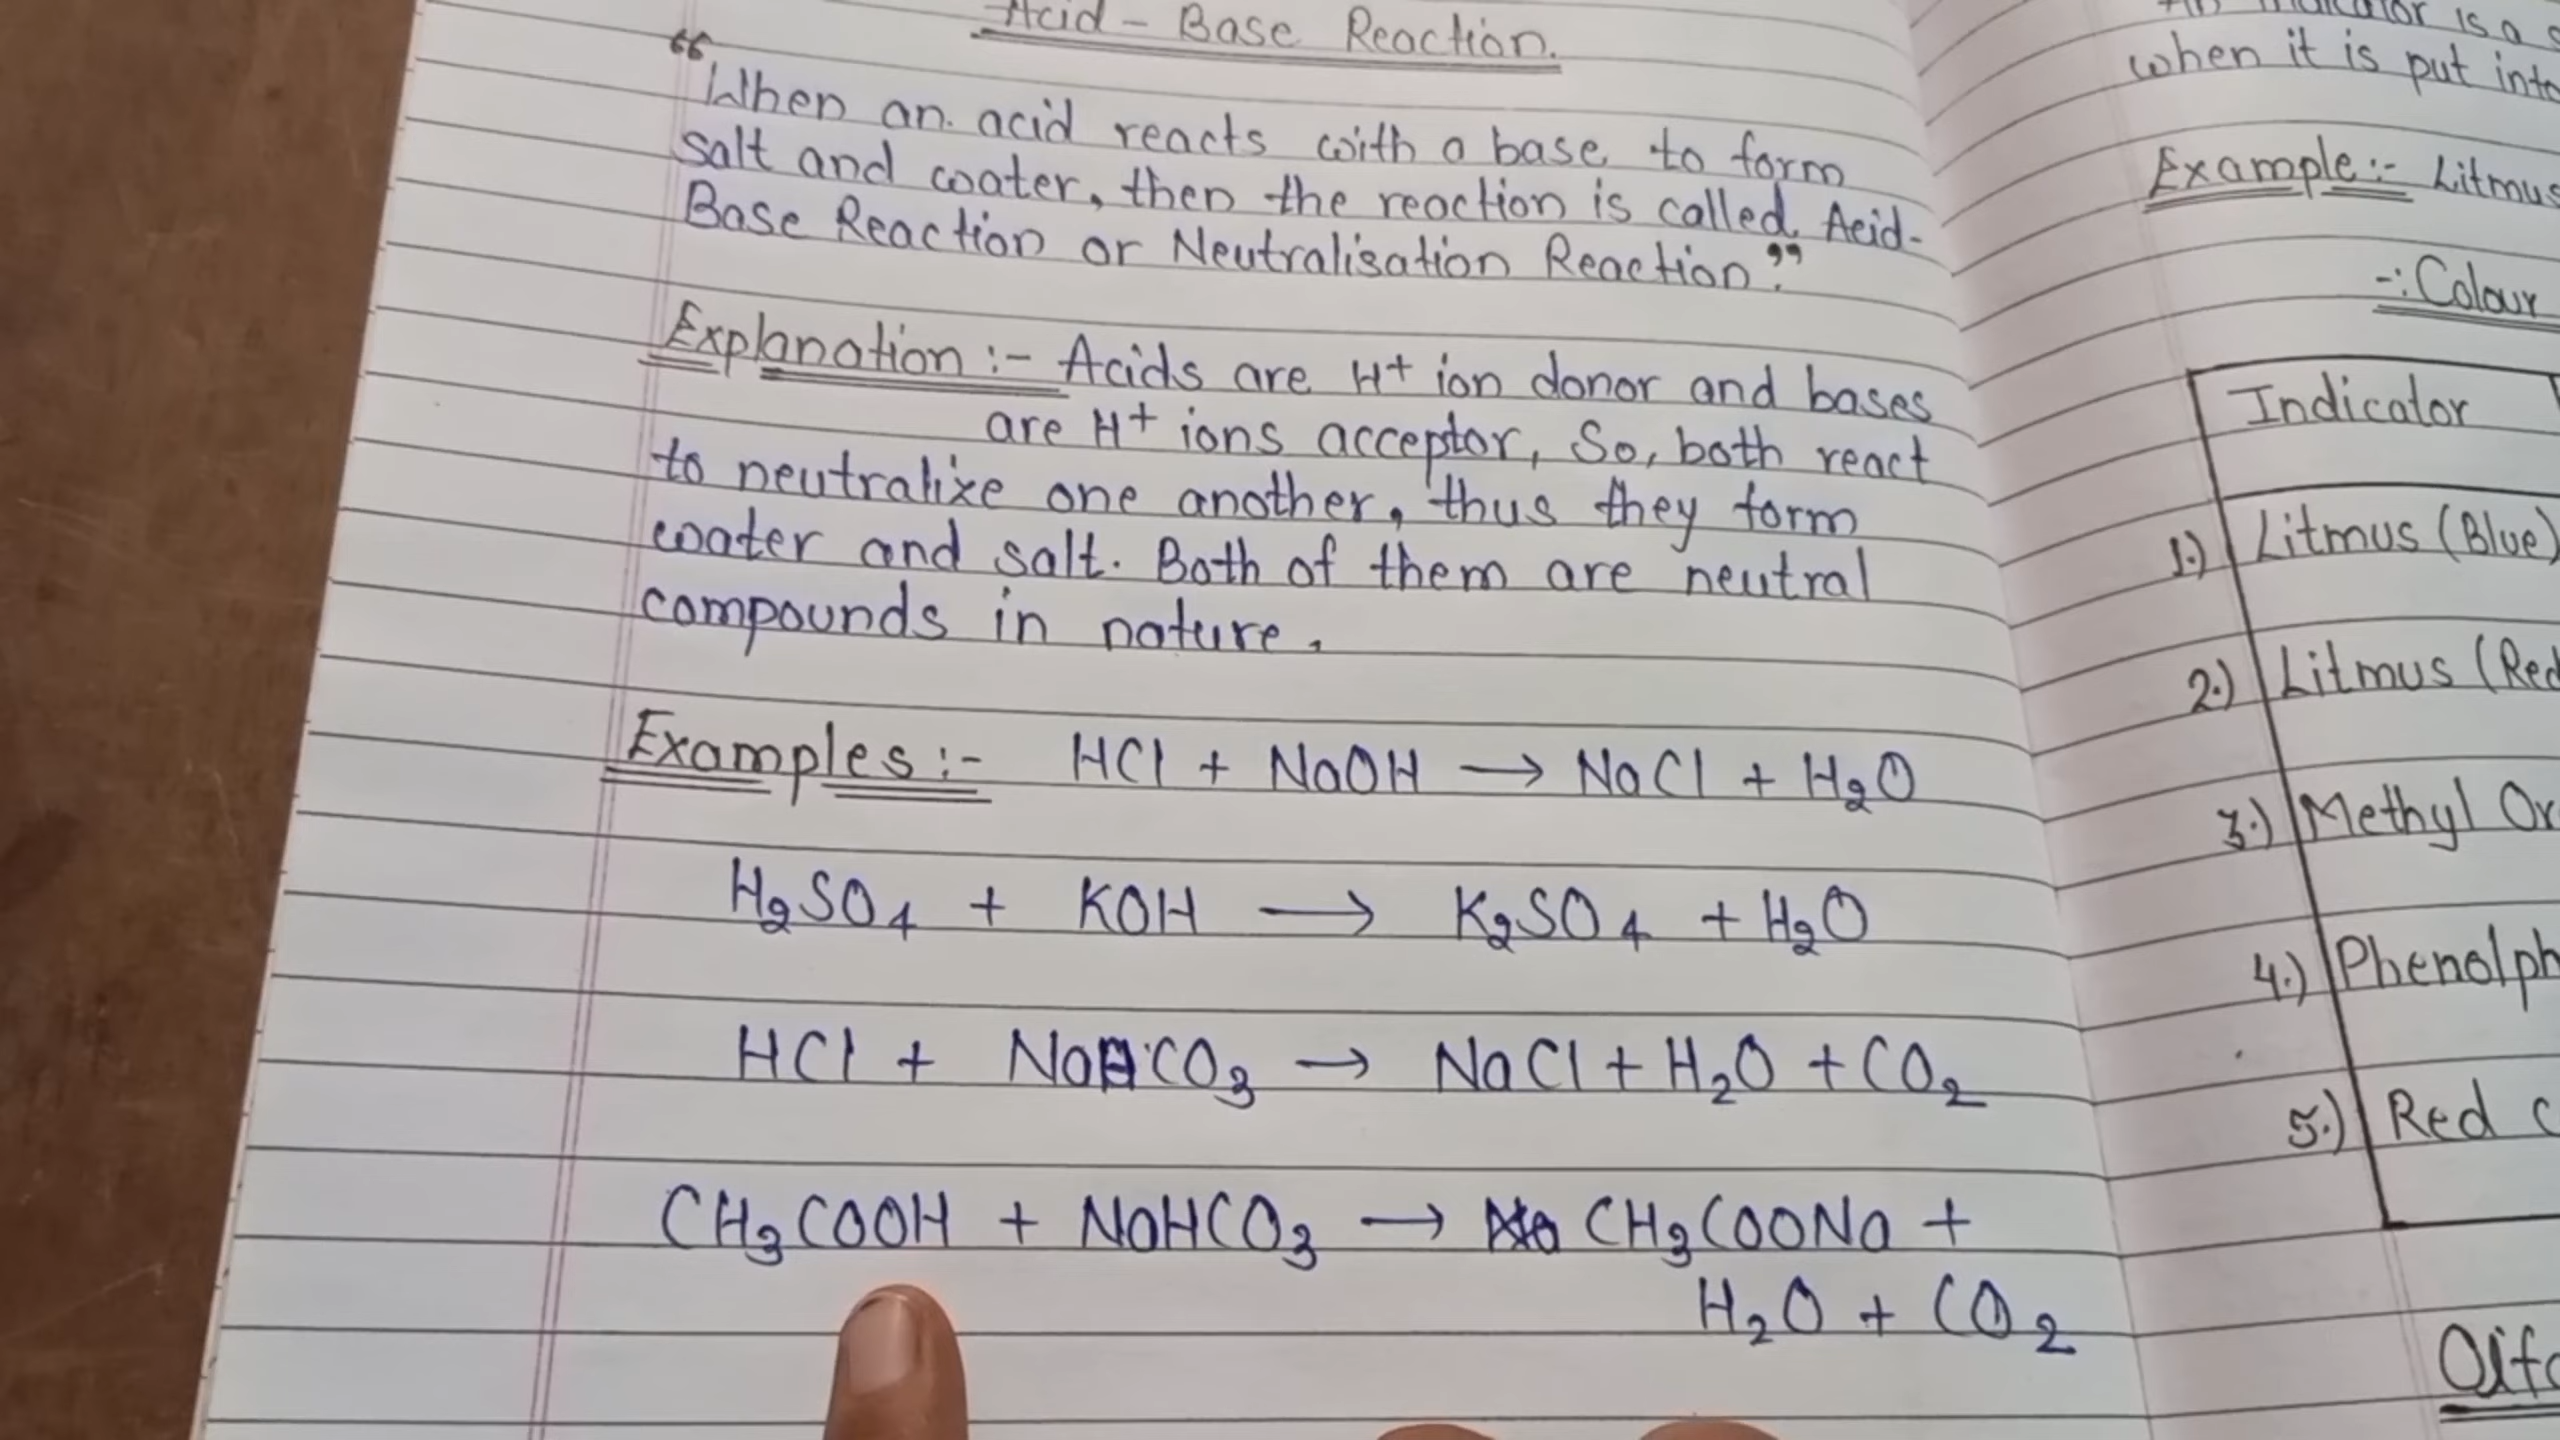 Acid - Base Reaction.
“When an acid reacts with a base to form
salt and water, then the reaction is called Acid-
Base Reaction or Neutralisation Reaction.”
Explanation :- Acids are H⁺ ion donor and bases
are H⁺ ions acceptor, So, both react
to neutralize one another, thus they form
water and salt. Both of them are neutral
compounds in nature.
Examples :- HCl + NaOH → NaCl + H₂O
H₂SO₄ + KOH → K₂SO₄ + H₂O
HCl + NaHCO₃ → NaCl + H₂O + CO₂
CH₃COOH + NaHCO₃ → CH₃COONa +
H₂O + CO₂
is a
when it is put
Example :- Litmus
-: Colour
Indicator
1.) Litmus (Blue)
2.) Litmus (Red
3.) Methyl
4.)
5.) Red